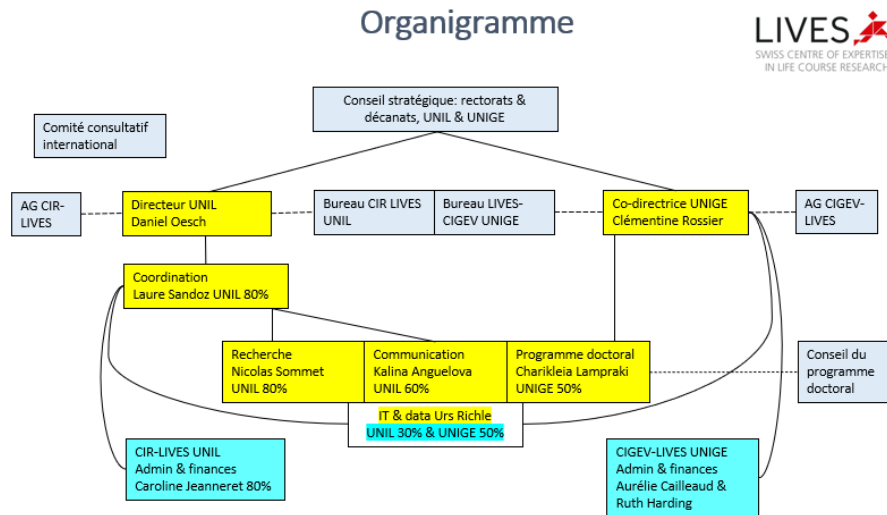 Organigramme
LIVES
SWISS CENTRE OF EXPERTISE
IN LIFE COURSE RESEARCH
Conseil stratégique: rectorats &
décanats, UNIL & UNIGE
Comité consultatif
international
AG CIR-
LIVES
Directeur UNIL
Daniel Oesch
Bureau CIR LIVES
UNIL
Bureau LIVES-
CIGEV UNIGE
Co-directrice UNIGE
Clémentine Rossier
AG CIGEV-
LIVES
Coordination
Laure Sandoz UNIL 80%
Recherche
Nicolas Sommet
UNIL 80%
Communication
Kalina Anguelova
UNIL 60%
Programme doctoral
Charikleia Lampraki
UNIGE 50%
Conseil du
programme
doctoral
IT & data Urs Richle
UNIL 30% & UNIGE 50%
CIR-LIVES UNIL
Admin & finances
Caroline Jeanneret 80%
CIGEV-LIVES UNIGE
Admin & finances
Aurélie Cailleaud &
Ruth Harding